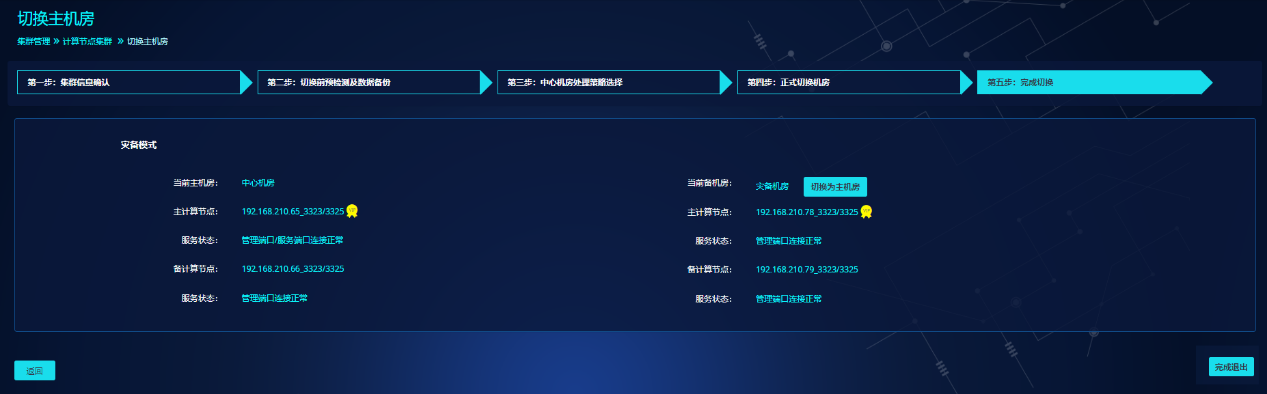 切换主机房
集群管理 » 计算节点集群 » 切换主机房
第一步：集群信息确认
第二步：切换前预检测及数据备份
第三步：中心机房处理策略选择
第四步：正式切换机房
第五步：完成切换
灾备模式
当前主机房： 中心机房
主计算节点： 192.168.210.65_3323/3325
服务状态： 管理端口/服务端口连接正常
备计算节点： 192.168.210.66_3323/3325
服务状态： 管理端口连接正常
当前备机房： 灾备机房 切换为主机房
主计算节点： 192.168.210.78_3323/3325
服务状态： 管理端口连接正常
备计算节点： 192.168.210.79_3323/3325
服务状态： 管理端口连接正常
返回
完成退出